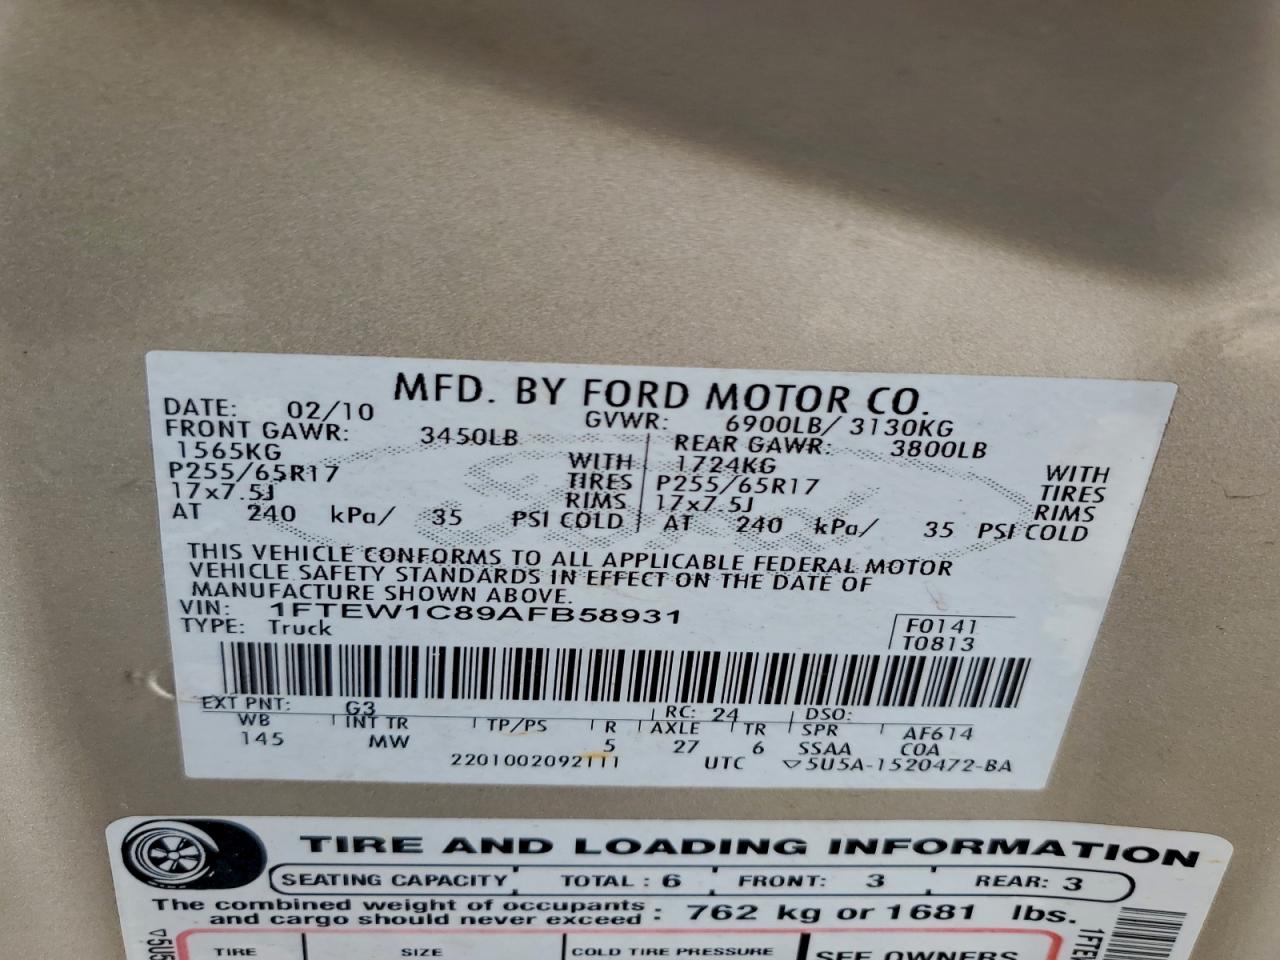 MFD. BY FORD MOTOR CO.
DATE: 02/10 GVWR: 6900LB/ 3130KG
FRONT GAWR: 3450LB REAR GAWR: 3800LB
1565KG WITH 1724KG WITH
P255/65R17 TIRES P255/65R17 TIRES
17x7.5J RIMS 17x7.5J RIMS
AT 240 kPa/ 35 PSI COLD AT 240 kPa/ 35 PSI COLD
THIS VEHICLE CONFORMS TO ALL APPLICABLE FEDERAL MOTOR
VEHICLE SAFETY STANDARDS IN EFFECT ON THE DATE OF
MANUFACTURE SHOWN ABOVE.
VIN: 1FTEW1C89AFB58931
TYPE: Truck
F0141
T0813
EXT PNT: G3 RC: 24 DSO:
WB INT TR TP/PS R AXLE TR SPR AF614
145 MW 5 27 6 SSAA COA
2201002092111 UTC ▽5U5A-1520472-BA
TIRE AND LOADING INFORMATION
SEATING CAPACITY TOTAL : 6 FRONT: 3 REAR: 3
The combined weight of occupants
and cargo should never exceed : 762 kg or 1681 lbs.
TIRE SIZE COLD TIRE PRESSURE SEE OWNERS
▽5U5
1FTE